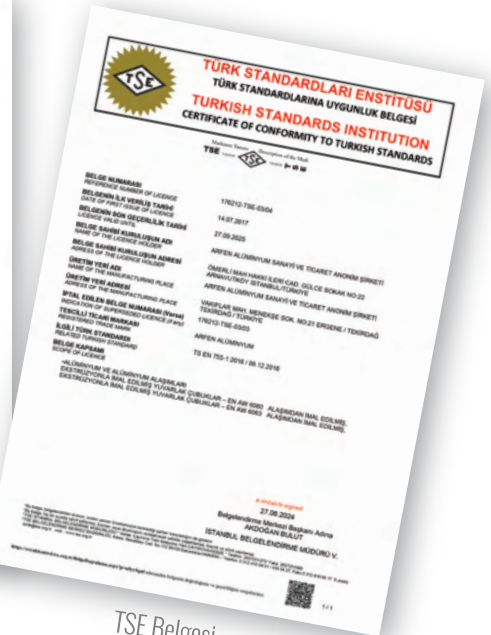 TSE
TÜRK STANDARDLARI ENSTİTÜSÜ
TÜRK STANDARDLARINA UYGUNLUK BELGESİ
TURKISH STANDARDS INSTITUTION
CERTIFICATE OF CONFORMITY TO TURKISH STANDARDS
BELGE NUMARASI
REFERENCE NUMBER OF LICENCE
176212-TSE-03/04
BELGENİN İLK VERİLİŞ TARİHİ
DATE OF FIRST ISSUE OF LICENCE
14.07.2017
BELGENİN SON GEÇERLİLİK TARİHİ
LICENCE VALID UNTIL
27.09.2025
BELGE SAHİBİ KURULUŞUN ADI
NAME OF THE LICENCE HOLDER
ARFEN ALÜMİNYUM SANAYİ VE TİCARET ANONİM ŞİRKETİ
BELGE SAHİBİ KURULUŞUN ADRESİ
ADRESS OF THE LICENCE HOLDER
ÖMERLİ MAH HAKKI İLERİ CAD. GÜLCE SOKAK NO:22
ARNAVUTKÖY İSTANBUL/TÜRKİYE
ÜRETİM YERİ ADI
NAME OF THE MANUFACTURING PLACE
ARFEN ALÜMİNYUM SANAYİ VE TİCARET ANONİM ŞİRKETİ
ÜRETİM YERİ ADRESİ
ADRESS OF THE MANUFACTURING PLACE
VAKIFLAR MAH. MENEKŞE SOK. NO:21 ERGENE / TEKİRDAĞ
TEKİRDAĞ / TÜRKİYE
İPTAL EDİLEN BELGE NUMARASI (Varsa)
INDICATION OF SUPERSEDED LICENCE (if any)
176212-TSE-03/03
TESCİLLİ TİCARİ MARKASI
REGISTERED TRADE MARK
ARFEN ALÜMİNYUM
İLGİLİ TÜRK STANDARDI
RELATED TURKISH STANDARD
TS EN 755-1:2016 / 09.12.2016
BELGE KAPSAMI
SCOPE OF LICENCE
-ALÜMİNYUM VE ALÜMİNYUM ALAŞIMLARI
EKSTRÜZYONLA İMAL EDİLMİŞ YUVARLAK ÇUBUKLAR – EN AW 6060 ALAŞIMDAN İMAL EDİLMİŞ,
EKSTRÜZYONLA İMAL EDİLMİŞ YUVARLAK ÇUBUKLAR – EN AW 6063 ALAŞIMDAN İMAL EDİLMİŞ,
27.08.2024
Belgelendirme Merkezi Başkanı Adına
AKDOĞAN BULUT
İSTANBUL BELGELENDİRME MÜDÜRÜ V.
1/1
TSE Belgesi